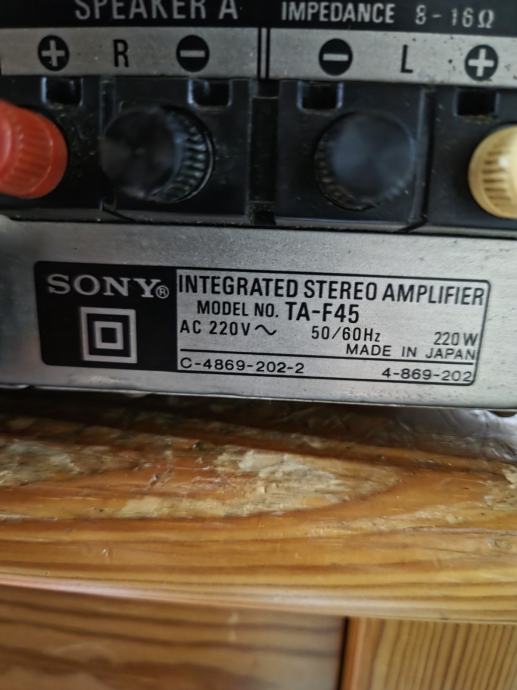 SPEAKER A IMPEDANCE 8-16Ω
+ R - - L +
SONY®
INTEGRATED STEREO AMPLIFIER
MODEL NO. TA-F45
AC 220V~ 50/60Hz 220W
MADE IN JAPAN
C-4869-202-2 4-869-202